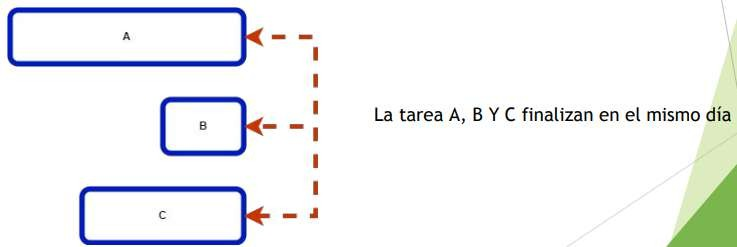 A
B
La tarea A, B Y C finalizan en el mismo día
C